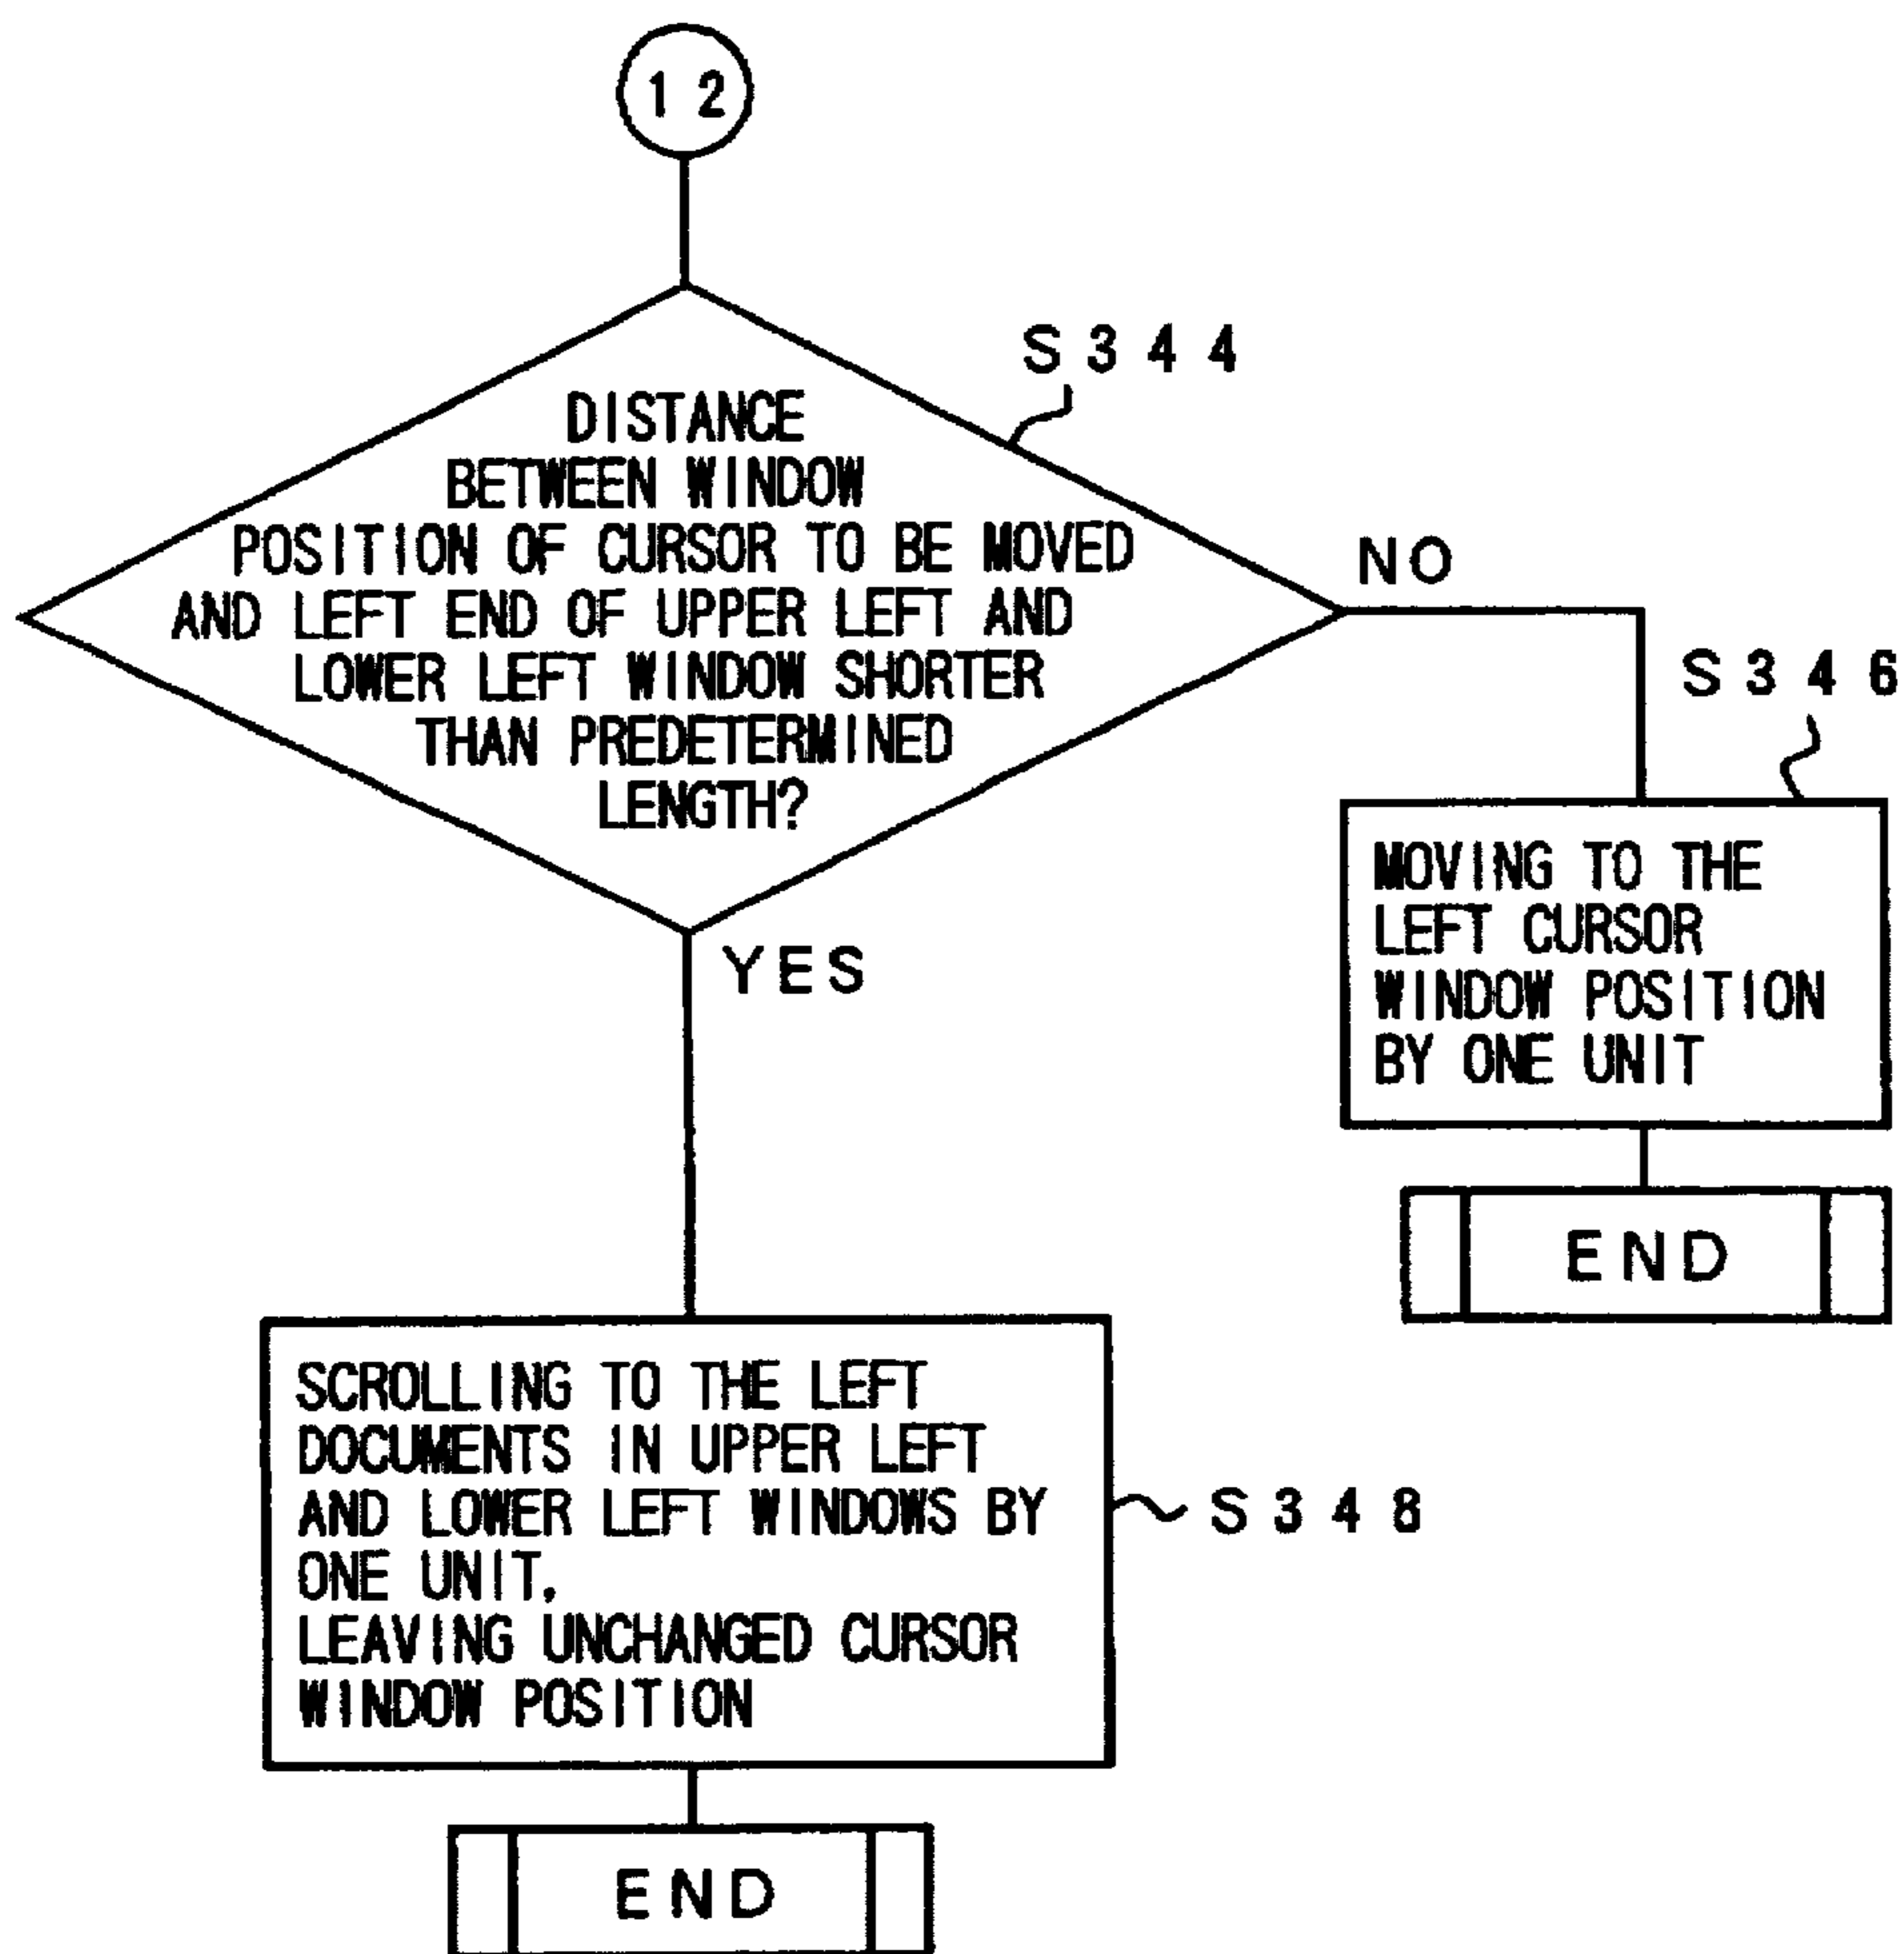 12
S344
DISTANCE
BETWEEN WINDOW
POSITION OF CURSOR TO BE MOVED
AND LEFT END OF UPPER LEFT AND
LOWER LEFT WINDOW SHORTER
THAN PREDETERMINED
LENGTH?
NO
YES
S346
MOVING TO THE
LEFT CURSOR
WINDOW POSITION
BY ONE UNIT
END
SCROLLING TO THE LEFT
DOCUMENTS IN UPPER LEFT
AND LOWER LEFT WINDOWS BY
ONE UNIT,
LEAVING UNCHANGED CURSOR
WINDOW POSITION
S348
END